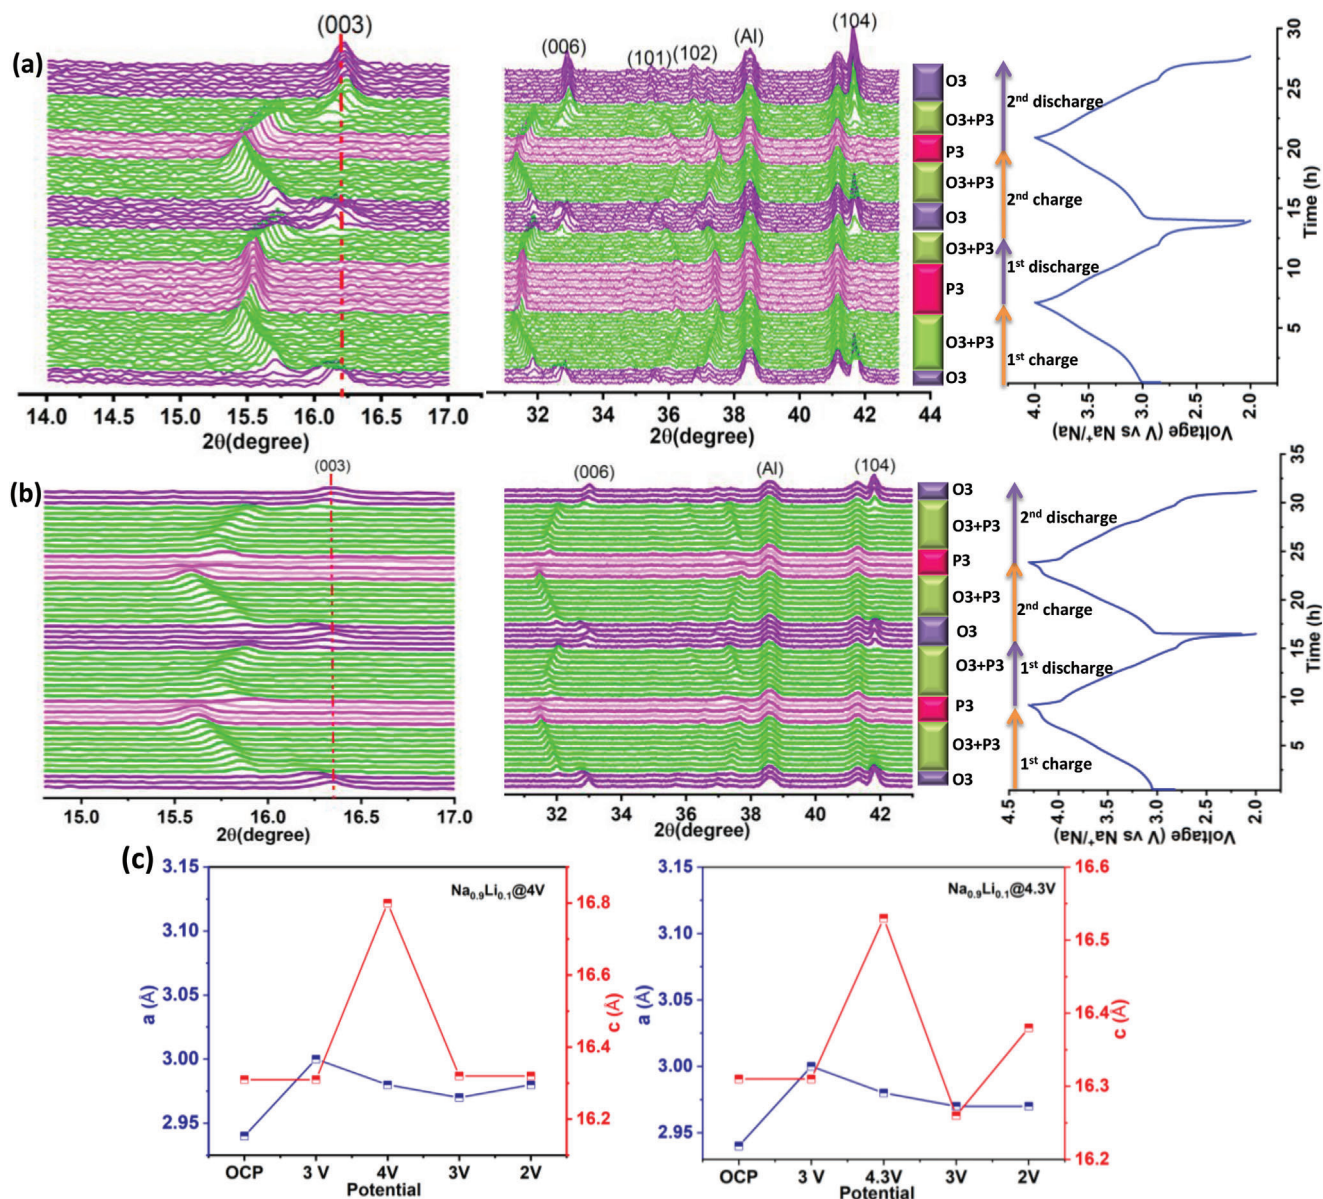 (a)
(003)
14.0 14.5 15.0 15.5 16.0 16.5 17.0
2θ(degree)
(006) (101) (102) (Al) (104)
32 34 36 38 40 42 44
2θ(degree)
O3
O3+P3
P3
O3+P3
O3
O3+P3
P3
O3+P3
O3
2nd discharge
2nd charge
1st discharge
1st charge
4.0 3.5 3.0 2.5 2.0
Voltage (V vs Na+/Na)
30
25
20
15
10
5
Time (h)
(b)
(003)
15.0 15.5 16.0 16.5 17.0
2θ(degree)
(006) (Al) (104)
32 34 36 38 40 42
2θ(degree)
O3
O3+P3
P3
O3+P3
O3
O3+P3
P3
O3+P3
O3
2nd discharge
2nd charge
1st discharge
1st charge
4.5 4.0 3.5 3.0 2.5 2.0
Voltage (V vs Na+/Na)
35
30
25
20
15
10
5
Time (h)
(c)
Na0.9Li0.1@4V
3.15
3.10
3.05
3.00
2.95
a (Å)
16.8
16.6
16.4
16.2
c (Å)
OCP 3 V 4V 3V 2V
Potential
Na0.9Li0.1@4.3V
3.15
3.10
3.05
3.00
2.95
a (Å)
16.6
16.5
16.4
16.3
16.2
c (Å)
OCP 3 V 4.3V 3V 2V
Potential